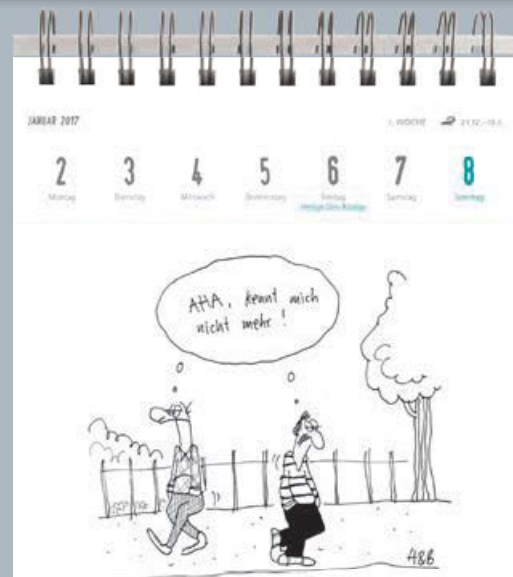 JANUAR 2017
1. WOCHE
2 3 4 5 6 7 8
Montag Dienstag Mittwoch Donnerstag Freitag Samstag Sonntag
AHA, kennt mich
nicht mehr!
H&B